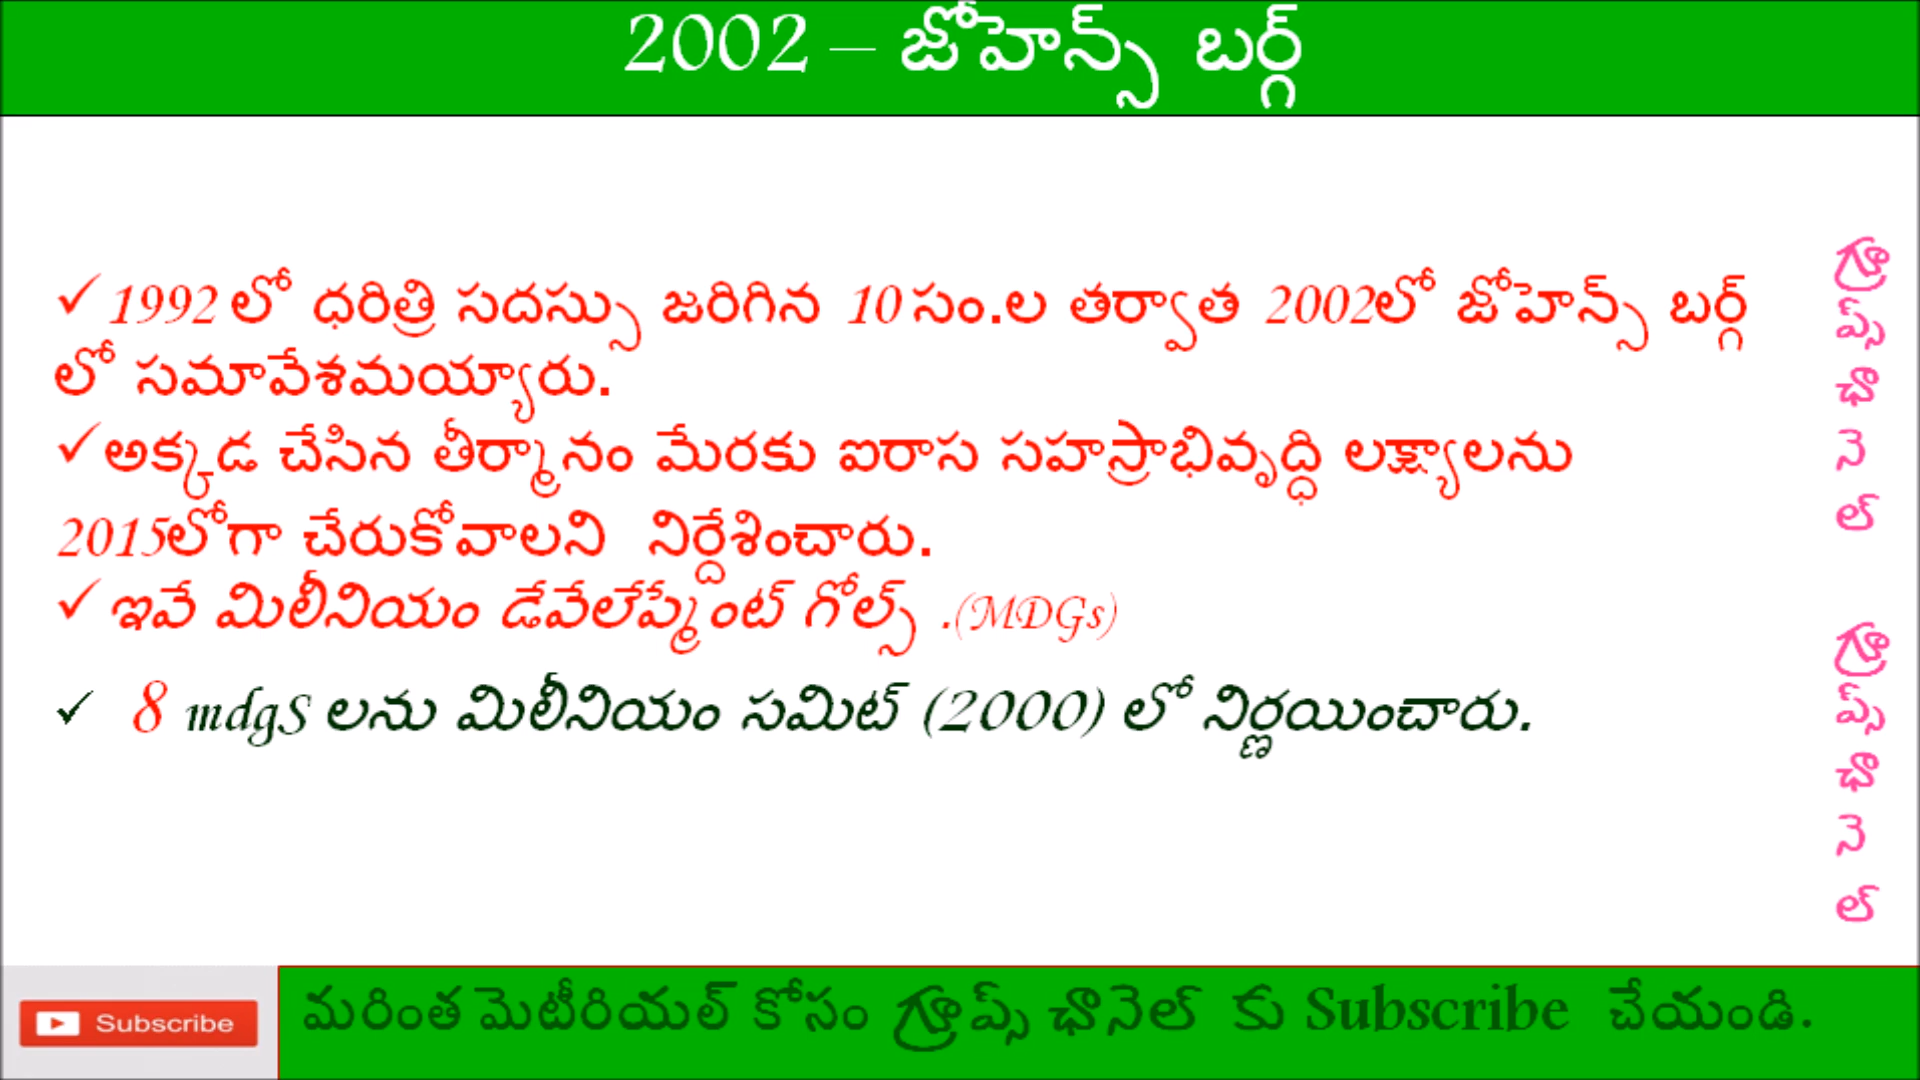 2002 – జోహెన్స్ బర్గ్
✓1992 లో ధరిత్రి సదస్సు జరిగిన 10 సం.ల తర్వాత 2002లో జోహెన్స్ బర్గ్
లో సమావేశమయ్యారు.
✓అక్కడ చేసిన తీర్మానం మేరకు ఐరాస సహస్రాభివృద్ధి లక్ష్యాలను
2015లోగా చేరుకోవాలని నిర్దేశించారు.
✓ఇవే మిలీనియం డేవేలేప్మేంట్ గోల్స్ .(MDGs)
✓ 8 mdgS లను మిలీనియం సమిట్ (2000) లో నిర్ణయించారు.
గ్రూ
ప్స్
ఛా
నె
ల్
గ్రూ
ప్స్
ఛా
నె
ల్
Subscribe
మరింత మెటీరియల్ కోసం గ్రూప్స్ ఛానెల్ కు Subscribe చేయండి.